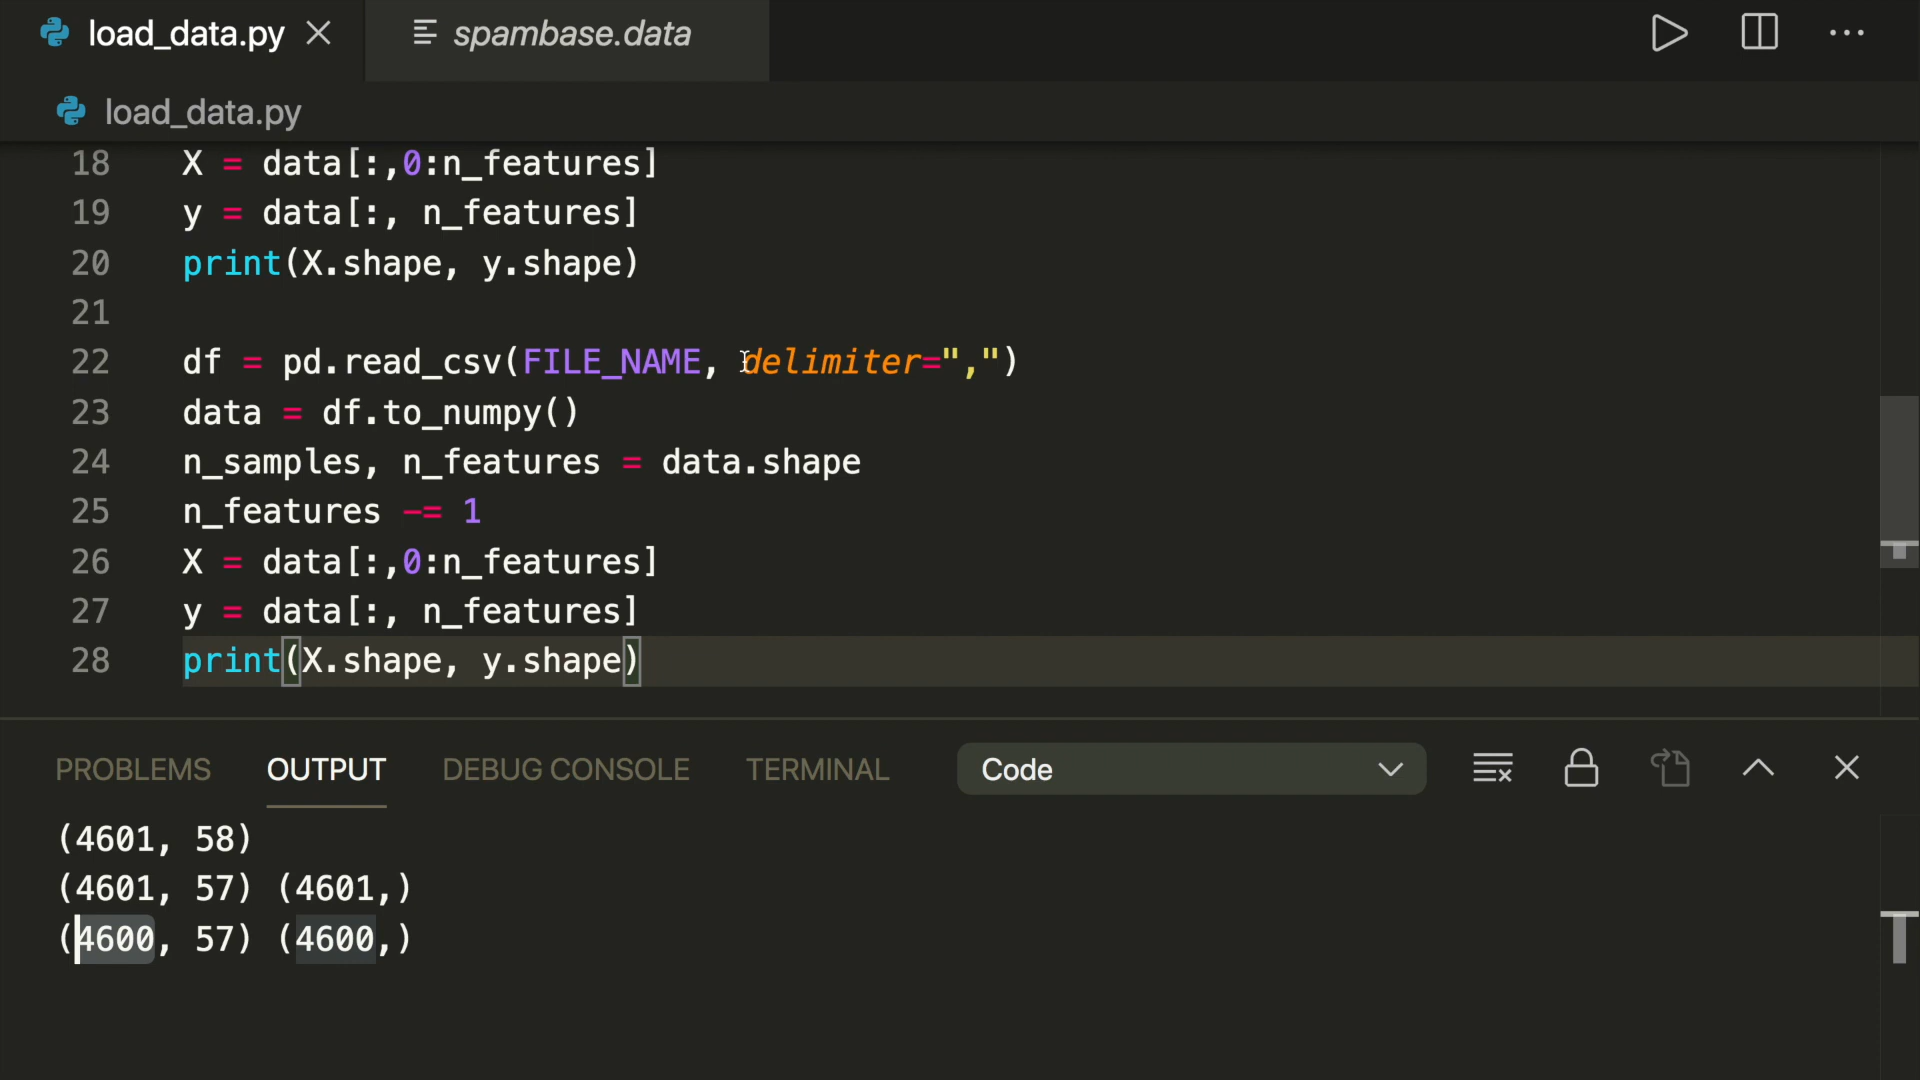 load_data.py
spambase.data
load_data.py
18 X = data[:,0:n_features]
19 y = data[:, n_features]
20 print(X.shape, y.shape)
21
22 df = pd.read_csv(FILE_NAME, delimiter=",")
23 data = df.to_numpy()
24 n_samples, n_features = data.shape
25 n_features -= 1
26 X = data[:,0:n_features]
27 y = data[:, n_features]
28 print(X.shape, y.shape)
PROBLEMS OUTPUT DEBUG CONSOLE TERMINAL Code
(4601, 58)
(4601, 57) (4601,)
(4600, 57) (4600,)